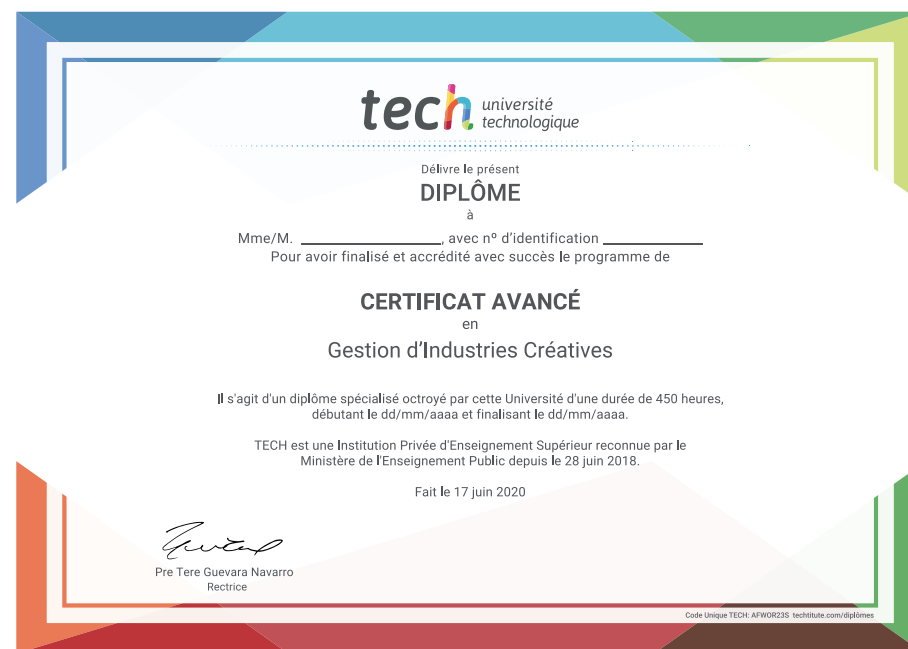 tech université
technologique
Délivre le présent
DIPLÔME
à
Mme/M. ____________________, avec nº d'identification ______________
Pour avoir finalisé et accrédité avec succès le programme de
CERTIFICAT AVANCÉ
en
Gestion d'Industries Créatives
Il s'agit d'un diplôme spécialisé octroyé par cette Université d'une durée de 450 heures,
débutant le dd/mm/aaaa et finalisant le dd/mm/aaaa.
TECH est une Institution Privée d'Enseignement Supérieur reconnue par le
Ministère de l'Enseignement Public depuis le 28 juin 2018.
Fait le 17 juin 2020
Pre Tere Guevara Navarro
Rectrice
Code Unique TECH: AFWOR23S techtitute.com/diplômes